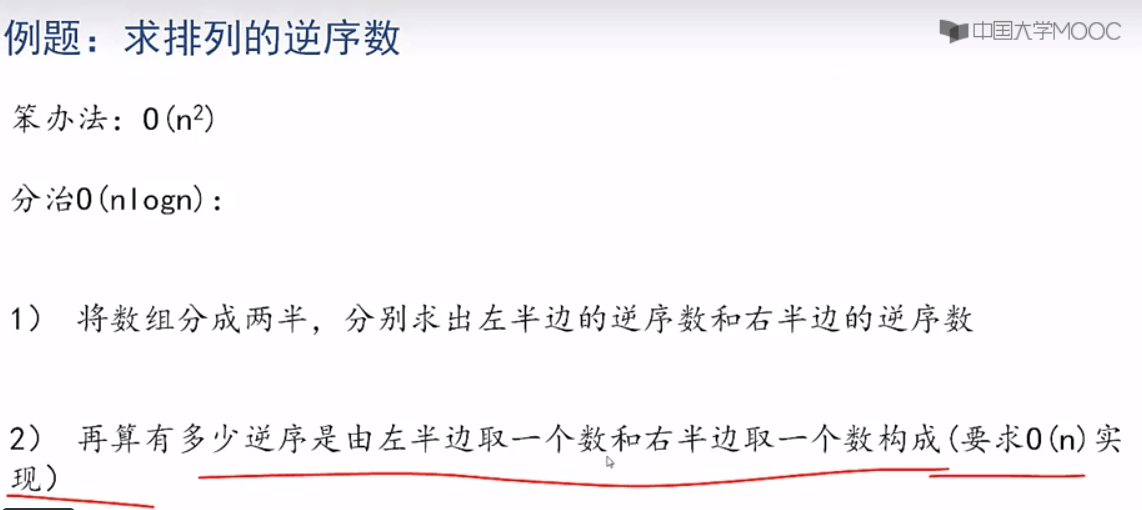 例题：求排列的逆序数
中国大学MOOC
笨办法：O(n²)
分治O(nlogn)：
1） 将数组分成两半，分别求出左半边的逆序数和右半边的逆序数
2） 再算有多少逆序是由左半边取一个数和右半边取一个数构成(要求O(n)实
现)